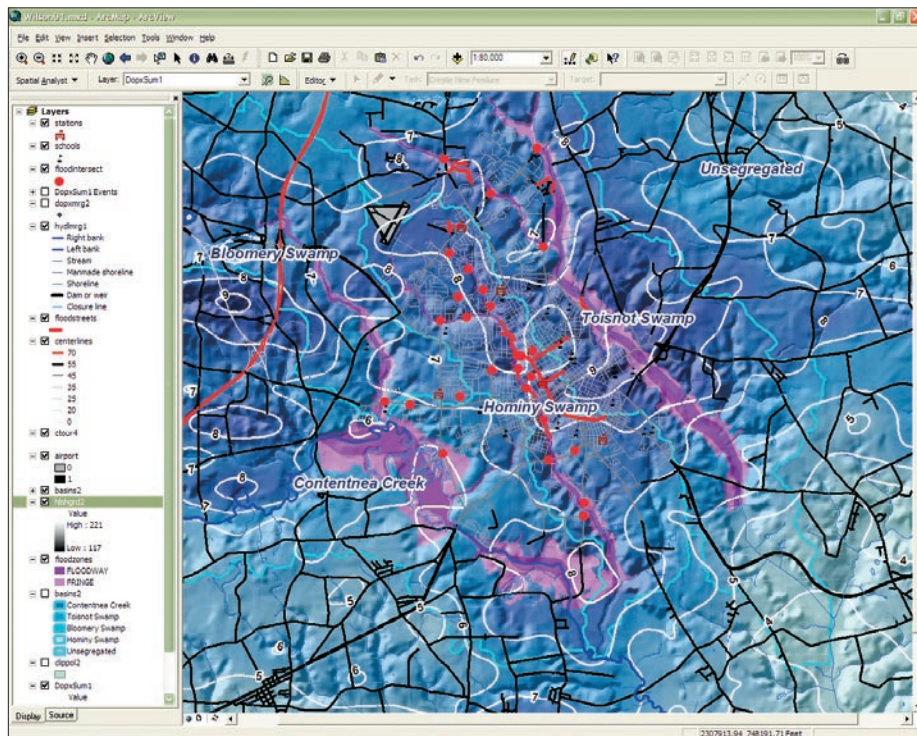 Wilson01.mxd - ArcMap - ArcView
File Edit View Insert Selection Tools Window Help
1:80,000
100%
Spatial Analyst Layer: DopxSum1
Editor Task: Create New Feature Target:
Layers
stations
schools
floodintersect
DopxSum1 Events
dopxmrg2
hydlmrg1
Right bank
Left bank
Stream
Manmade shoreline
Shoreline
Dam or weir
Closure line
floodstreets
centerlines
70
55
45
35
25
20
0
ctour4
airport
0
1
basins2
hlshgrd2
Value
High : 221
Low : 117
floodzones
FLOODWAY
FRINGE
basins2
Contentnea Creek
Toisnot Swamp
Bloomery Swamp
Hominy Swamp
Unsegregated
clippol2
DopxSum1
Value
Display Source
Unsegregated
Bloomery Swamp
Toisnot Swamp
Hominy Swamp
Contentnea Creek
2307913.94 748191.71 Feet